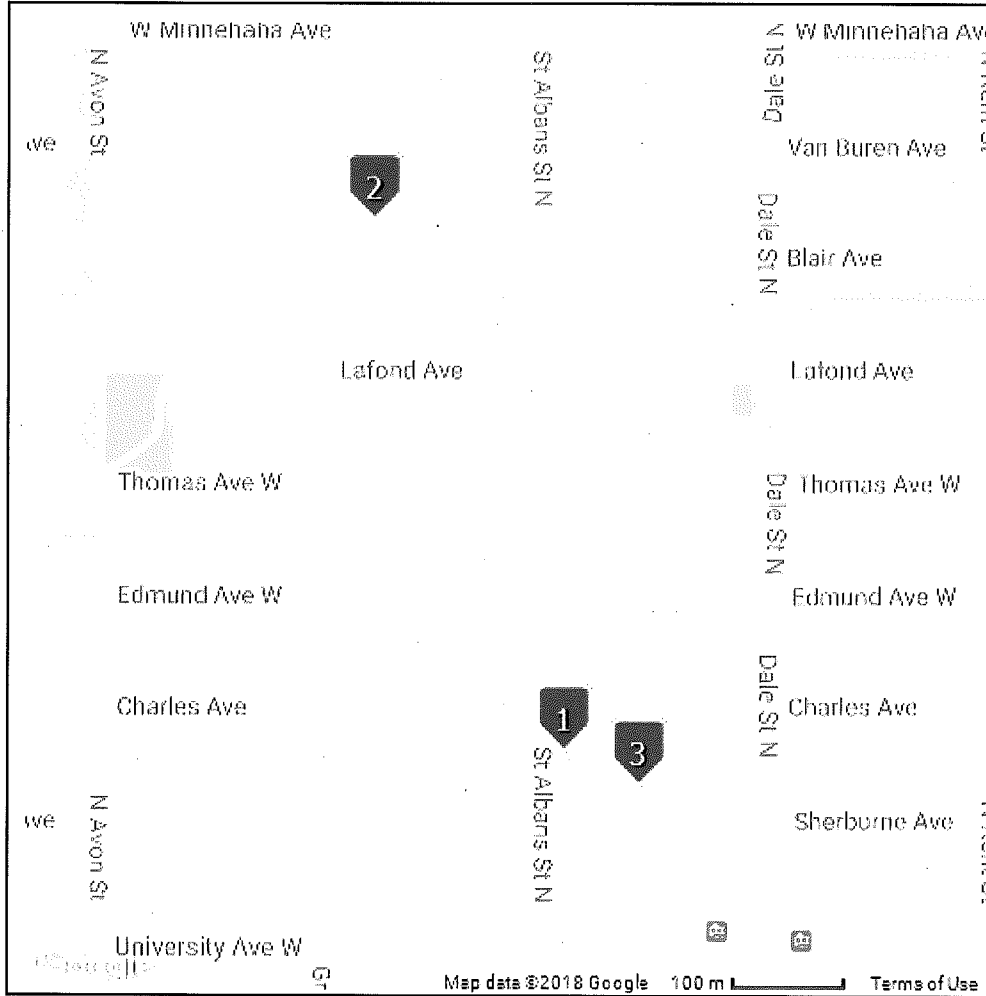 W Minnehaha Ave
W Minnehaha Ave
N Avon St
St Albans St N
Dale St N
Van Buren Ave
2
Dale St N
Blair Ave
Lafond Ave
Lafond Ave
Thomas Ave W
Dale St N
Thomas Ave W
Edmund Ave W
Edmund Ave W
Charles Ave
1
3
Dale St N
Charles Ave
N Avon St
St Albans St N
Sherburne Ave
University Ave W
Gr
Map data ©2018 Google 100 m Terms of Use